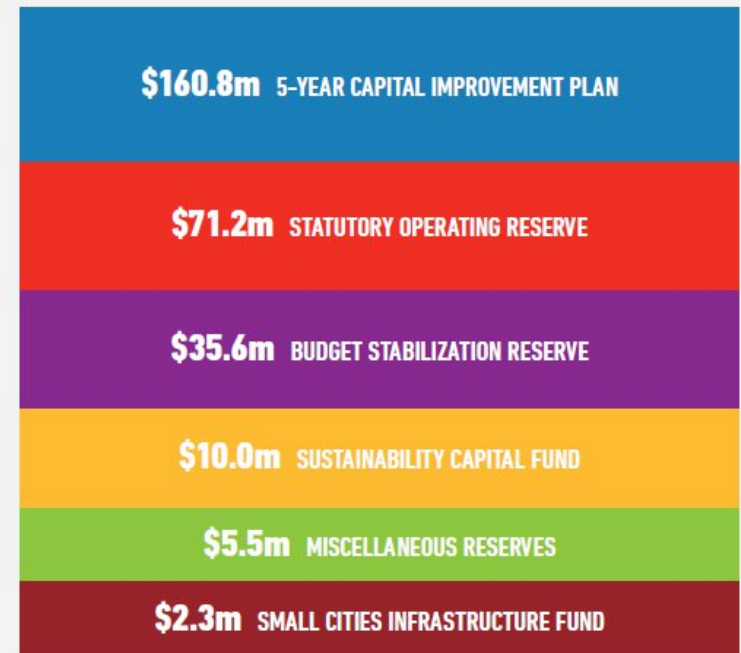 $160.8m 5-YEAR CAPITAL IMPROVEMENT PLAN
$71.2m STATUTORY OPERATING RESERVE
$35.6m BUDGET STABILIZATION RESERVE
$10.0m SUSTAINABILITY CAPITAL FUND
$5.5m MISCELLANEOUS RESERVES
$2.3m SMALL CITIES INFRASTRUCTURE FUND